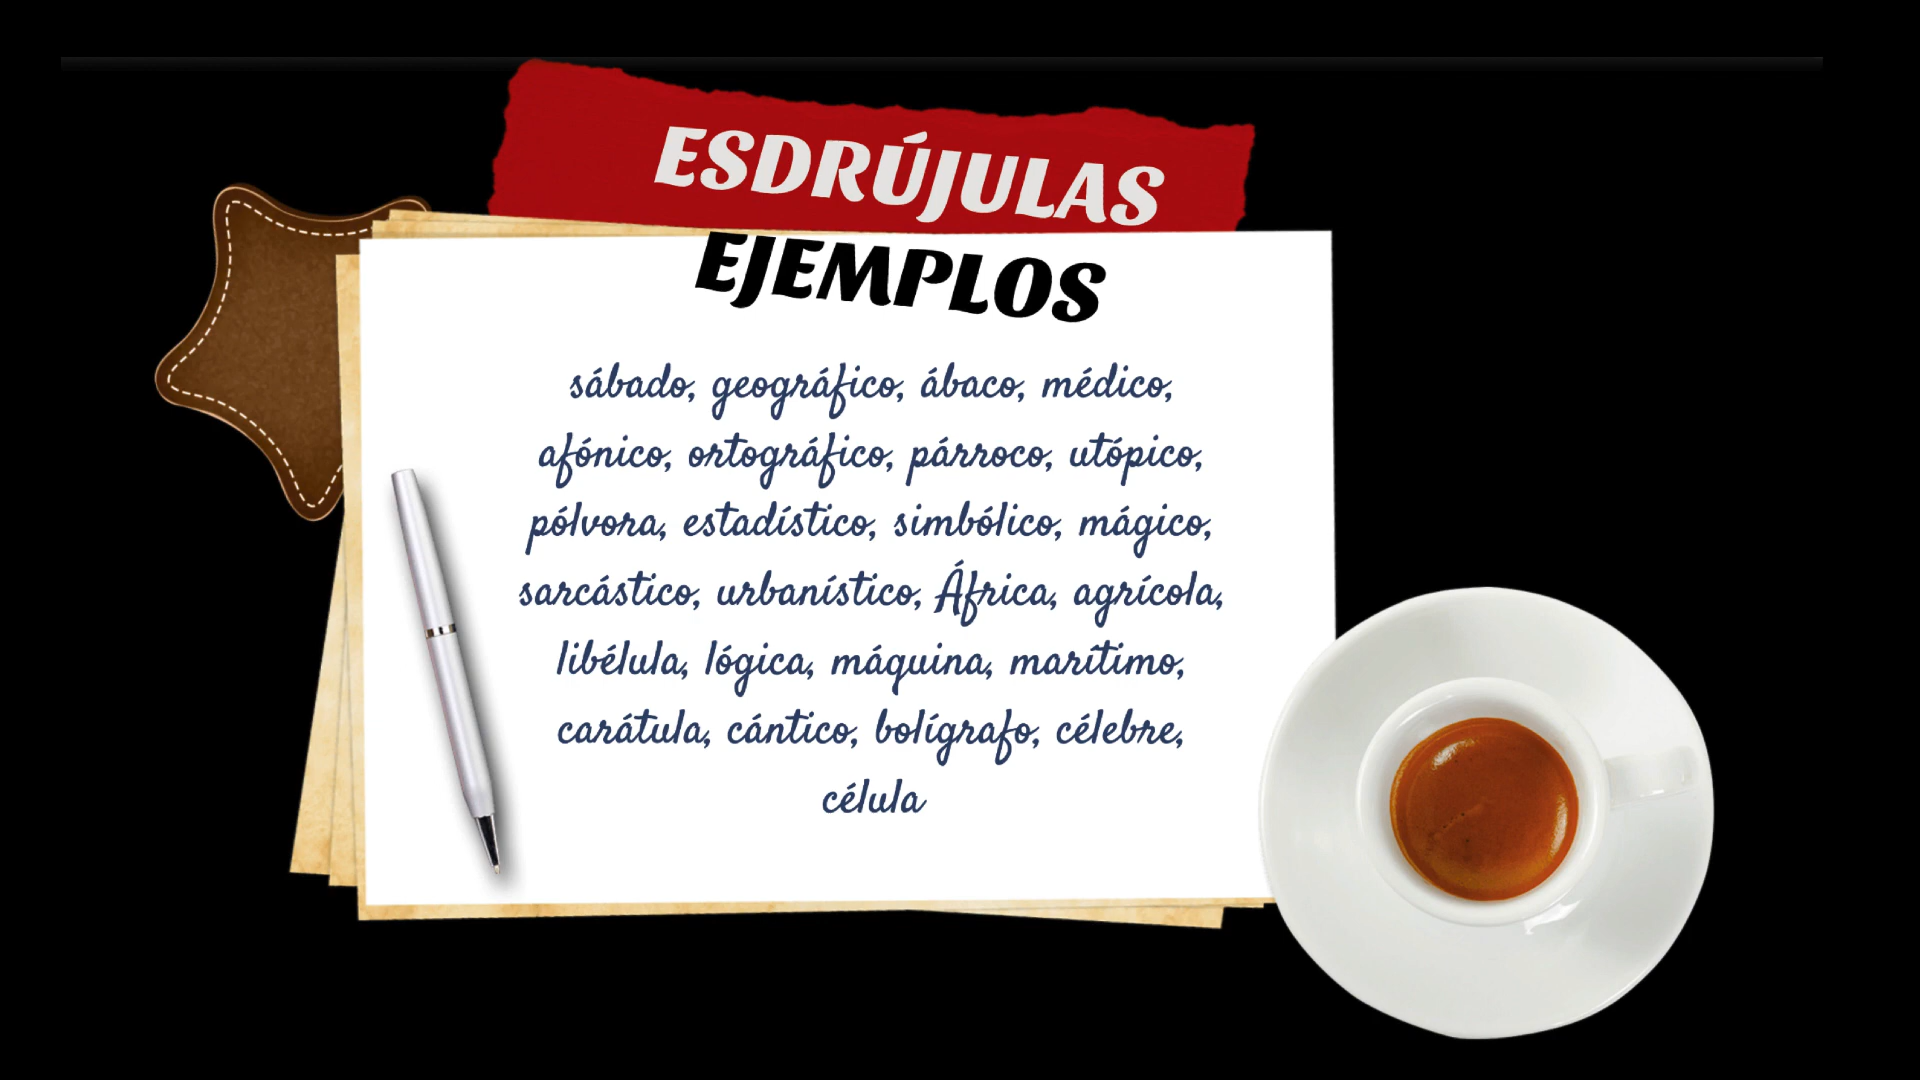 ESDRÚJULAS
EJEMPLOS
sábado, geográfico, ábaco, médico,
afónico, ortográfico, párroco, utópico,
pólvora, estadístico, simbólico, mágico,
sarcástico, urbanístico, África, agrícola,
libélula, lógica, máquina, marítimo,
carátula, cántico, bolígrafo, célebre,
célula